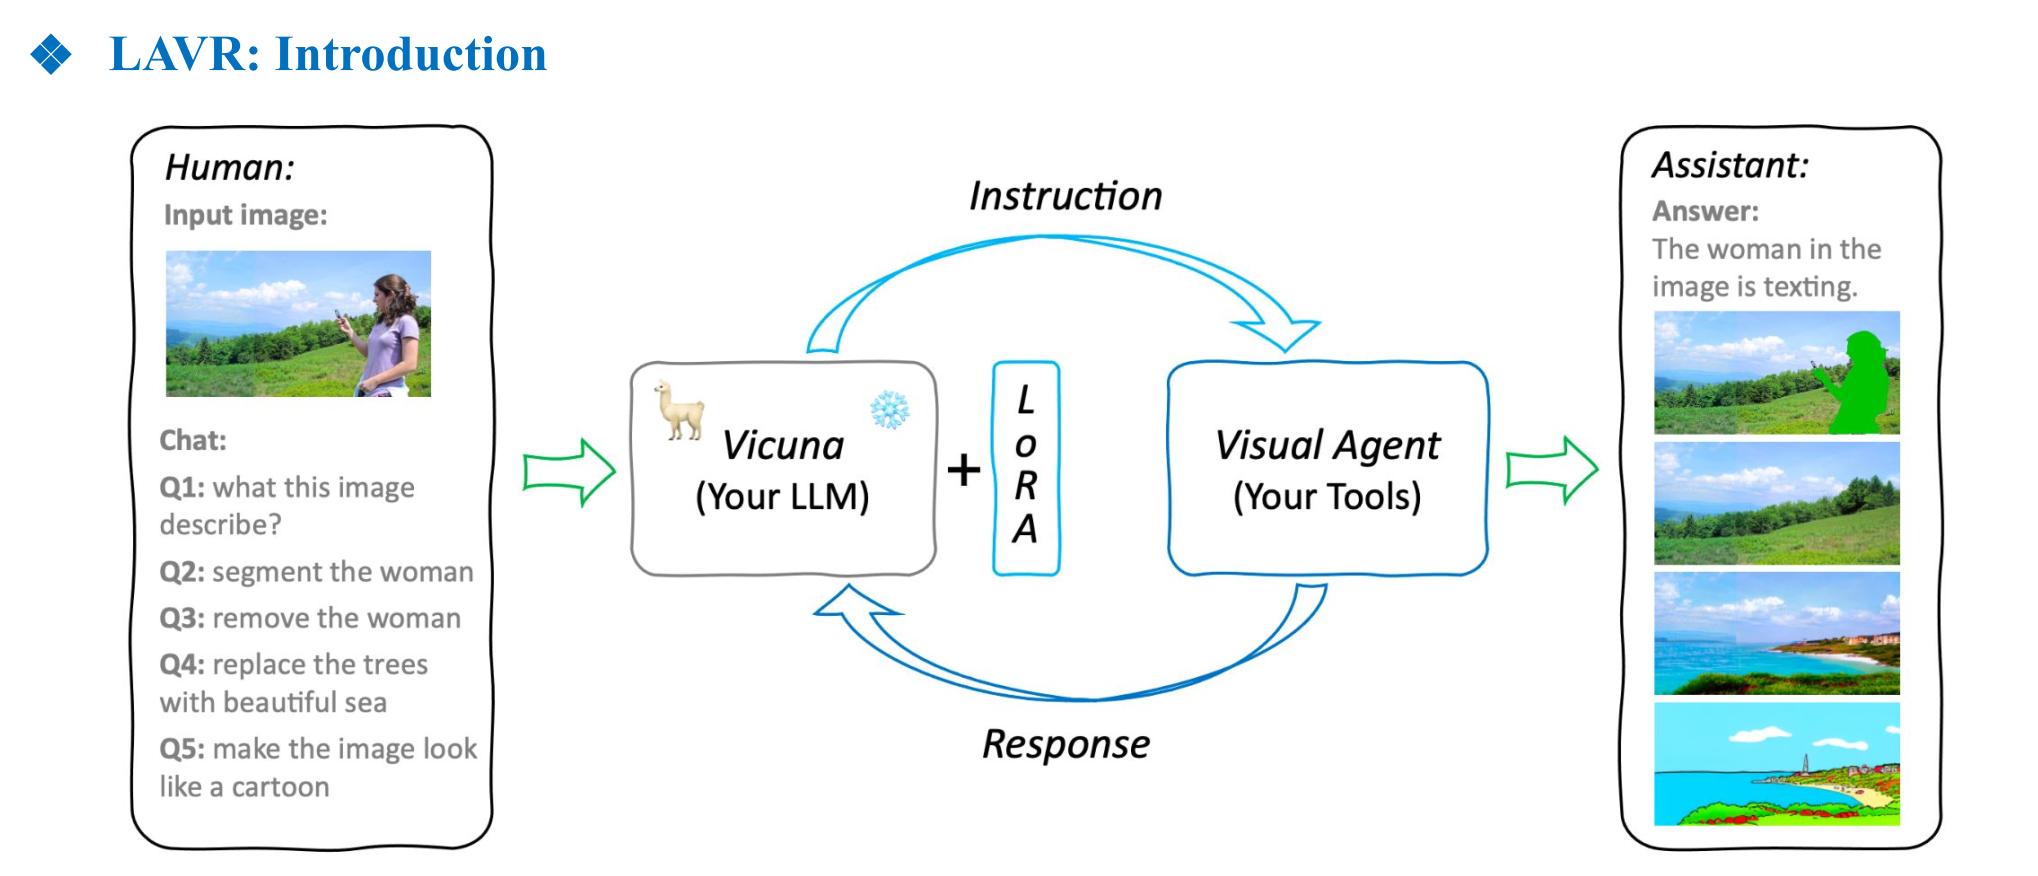 LAVR: Introduction
Human:
Input image:
Chat:
Q1: what this image
describe?
Q2: segment the woman
Q3: remove the woman
Q4: replace the trees
with beautiful sea
Q5: make the image look
like a cartoon
Instruction
Vicuna
(Your LLM)
+
L
o
R
A
Visual Agent
(Your Tools)
Response
Assistant:
Answer:
The woman in the
image is texting.